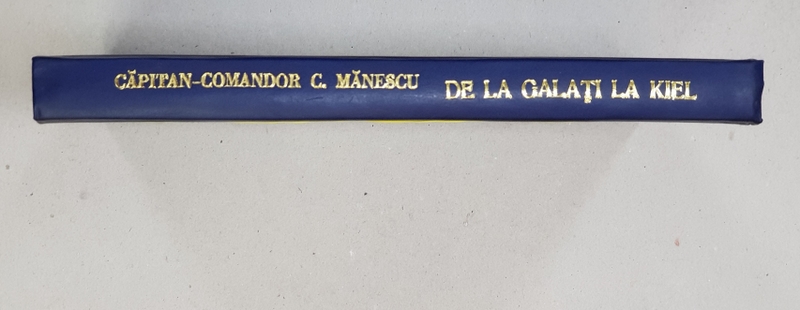 CĂPITAN-COMANDOR C. MĂNESCU DE LA GALAȚI LA KIEL